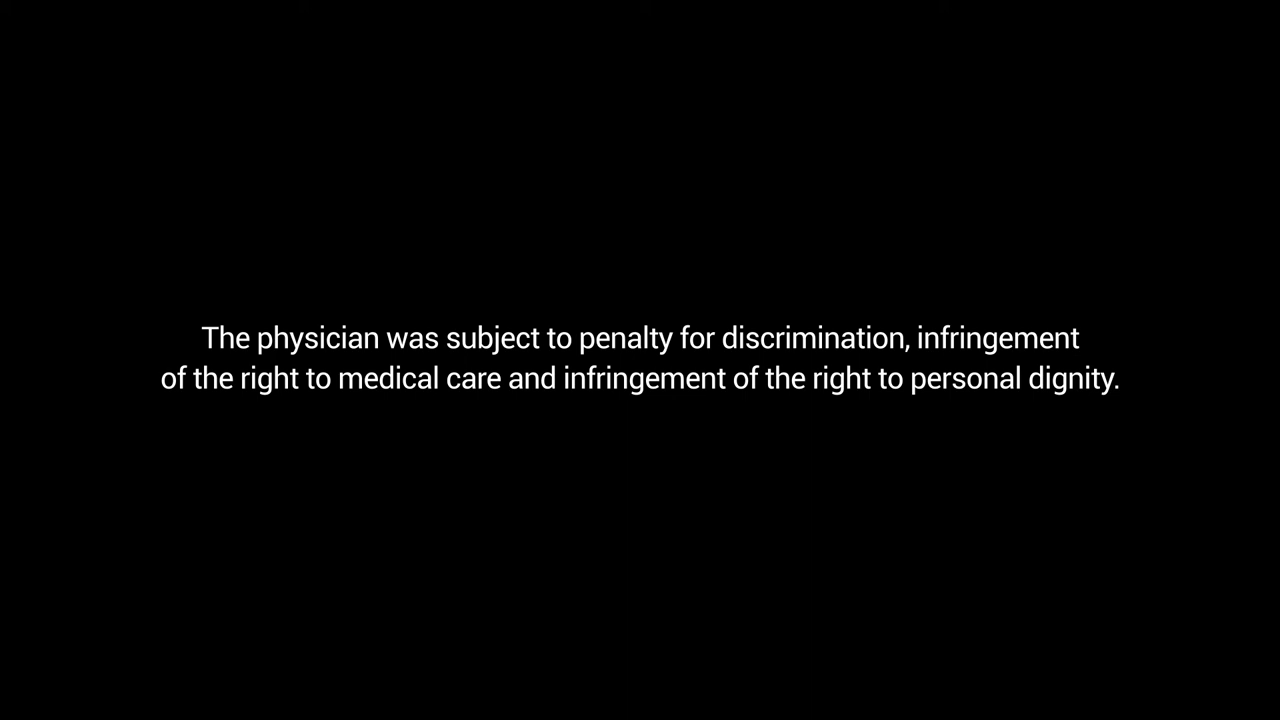 The physician was subject to penalty for discrimination, infringement
of the right to medical care and infringement of the right to personal dignity.